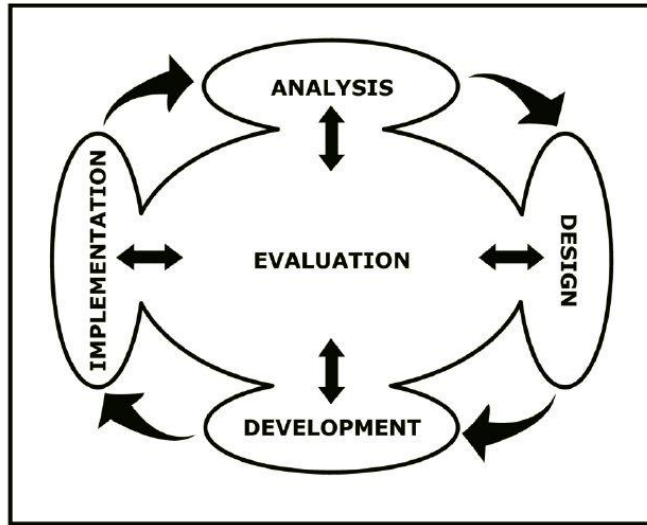 ANALYSIS
IMPLEMENTATION
EVALUATION
DESIGN
DEVELOPMENT